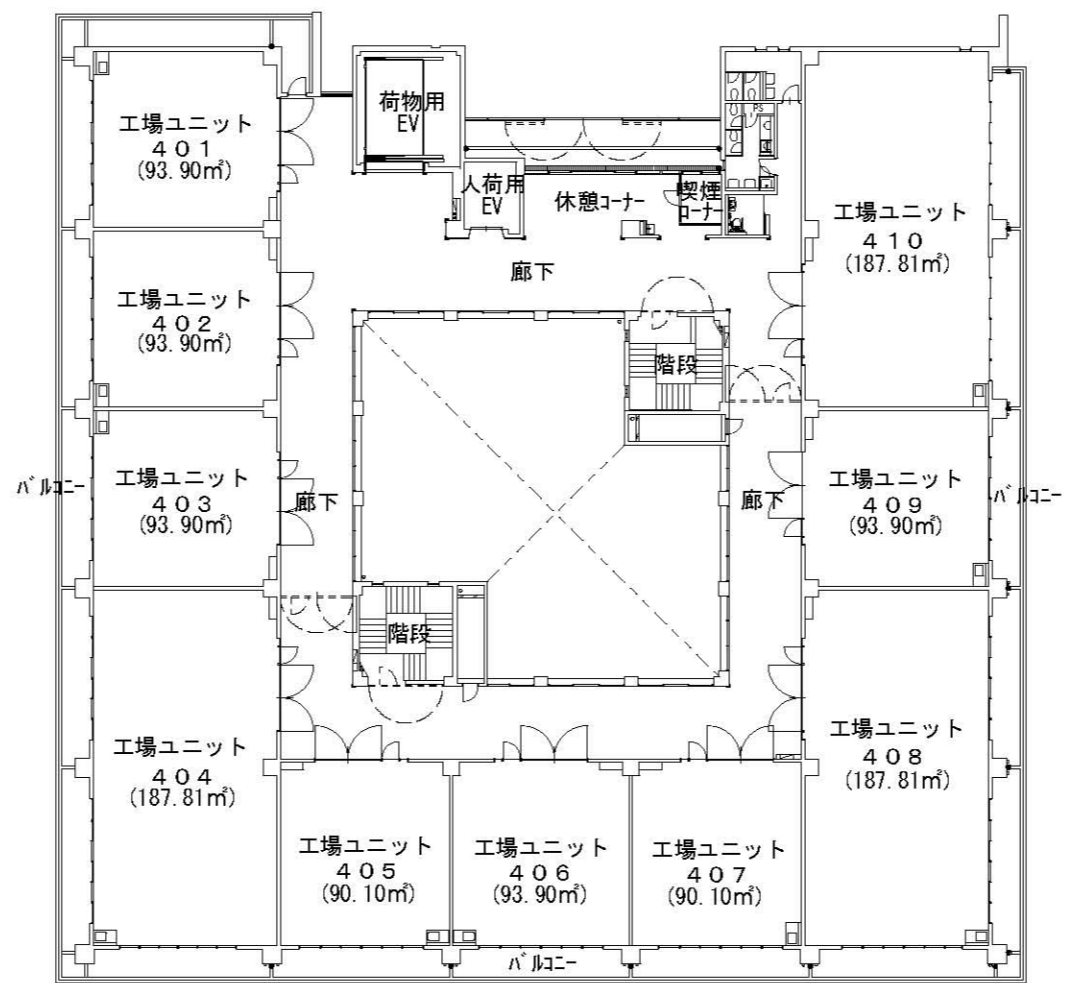 荷物用
EV
工場ユニット
401
(93.90㎡)
PS
人荷用
EV
休憩コーナー
喫煙
コーナー
工場ユニット
410
(187.81㎡)
廊下
工場ユニット
402
(93.90㎡)
階段
バルコニー
工場ユニット
403
(93.90㎡)
廊下
廊下
工場ユニット
409
(93.90㎡)
バルコニー
階段
工場ユニット
404
(187.81㎡)
工場ユニット
408
(187.81㎡)
工場ユニット
405
(90.10㎡)
工場ユニット
406
(93.90㎡)
工場ユニット
407
(90.10㎡)
バルコニー